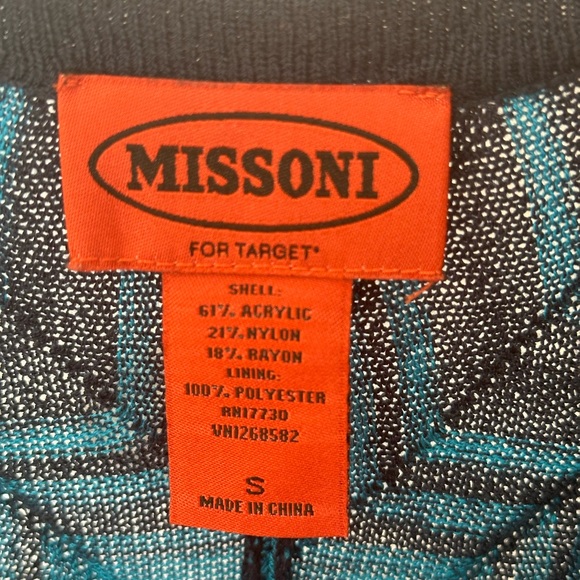 MISSONI
FOR TARGET*
SHELL:
61% ACRYLIC
21% NYLON
18% RAYON
LINING:
100% POLYESTER
RN17730
VN1268582
S
MADE IN CHINA